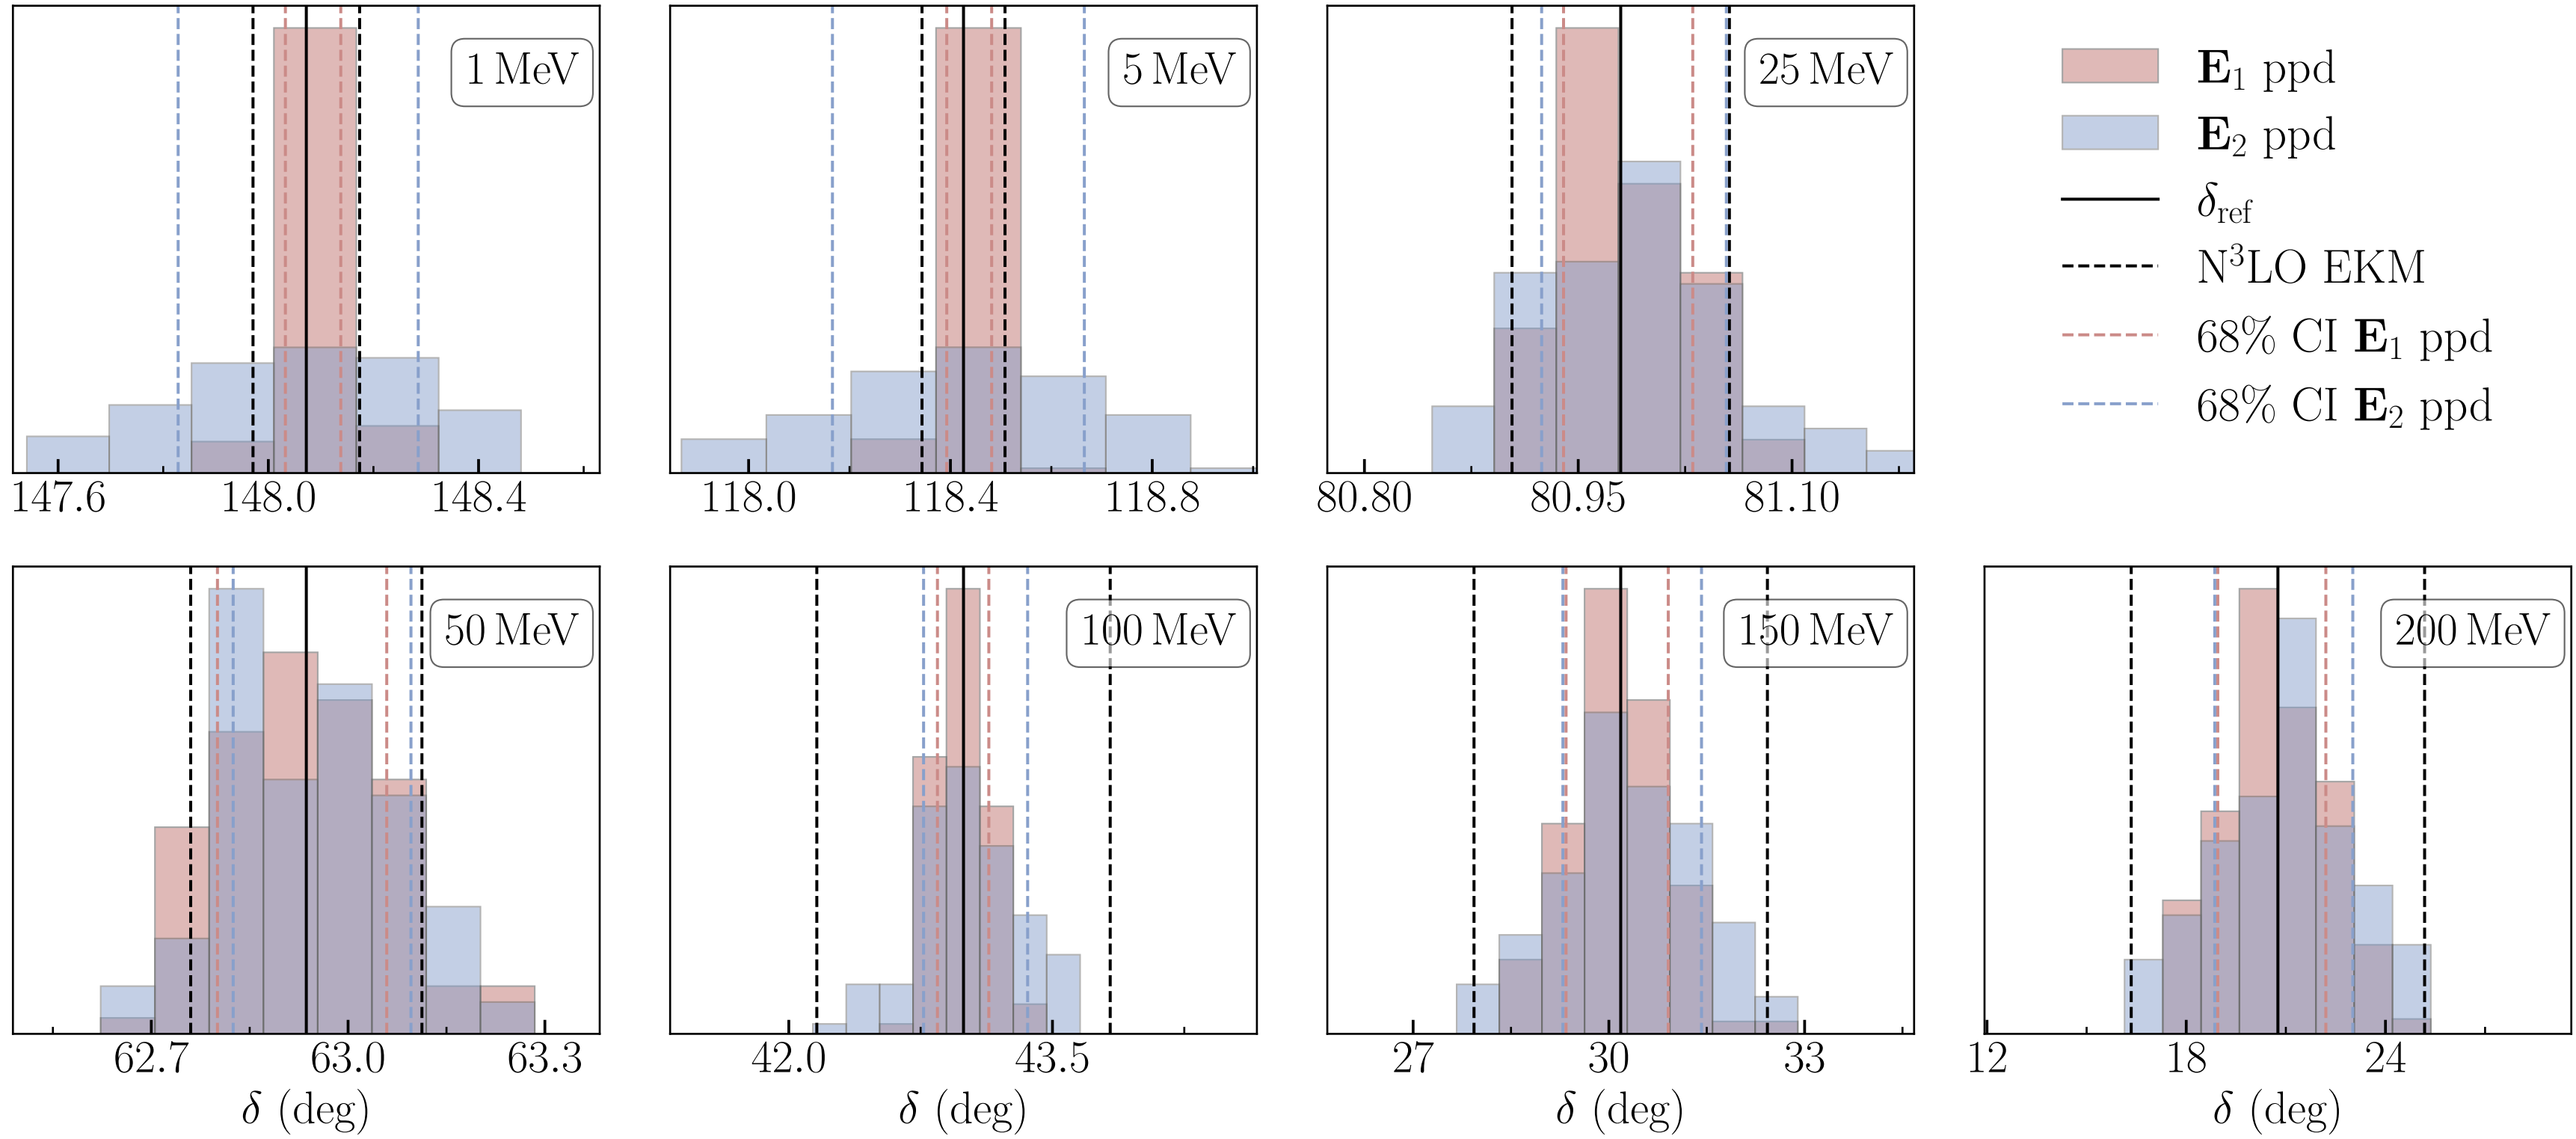 1 MeV
147.6 148.0 148.4
5 MeV
118.0 118.4 118.8
25 MeV
80.80 80.95 81.10
𝐄₁ ppd
𝐄₂ ppd
δ_ref
N³LO EKM
68% CI 𝐄₁ ppd
68% CI 𝐄₂ ppd
50 MeV
62.7 63.0 63.3
δ (deg)
100 MeV
42.0 43.5
δ (deg)
150 MeV
27 30 33
δ (deg)
200 MeV
12 18 24
δ (deg)